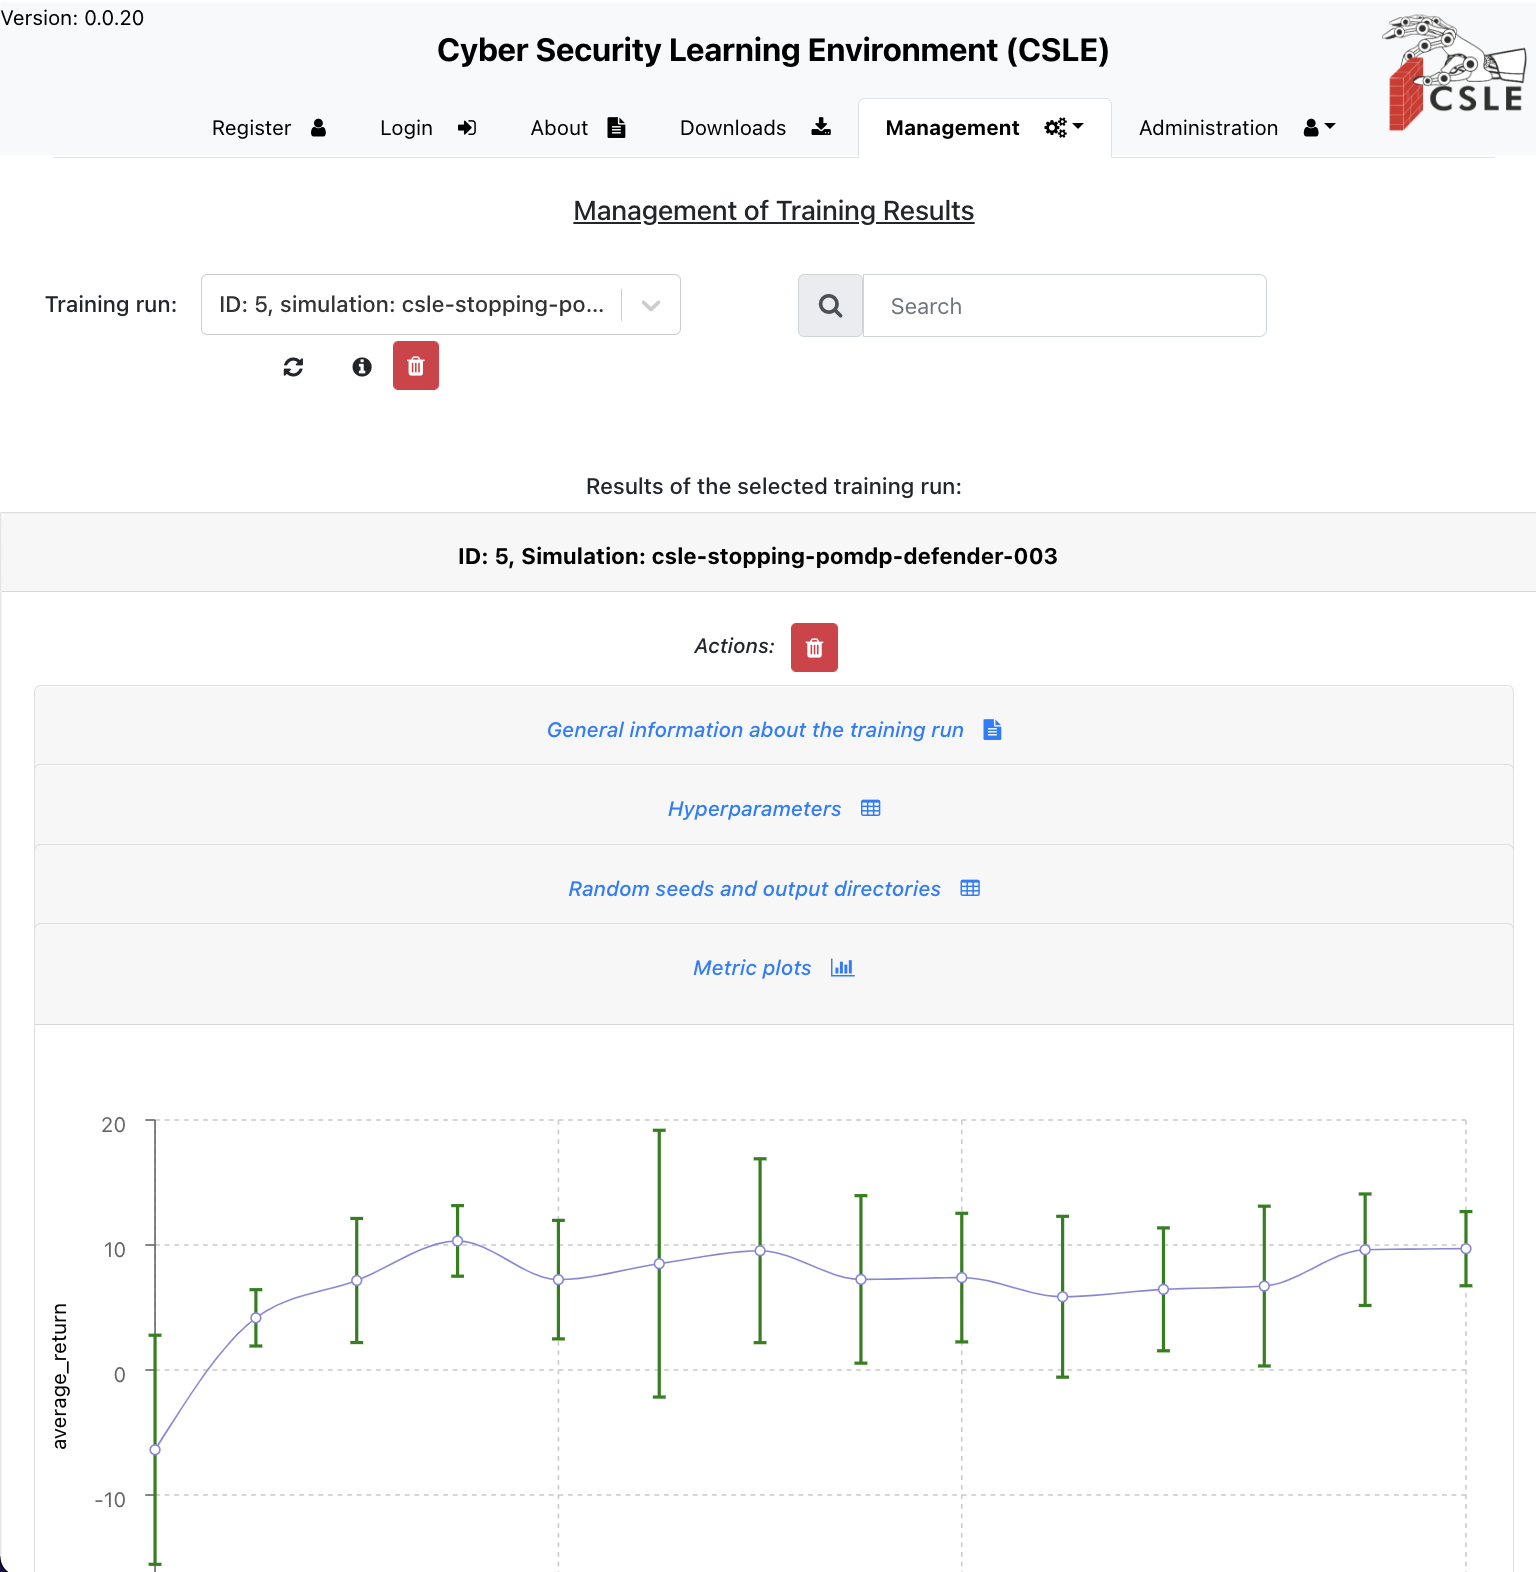 Version: 0.0.20
Cyber Security Learning Environment (CSLE)
Register Login About Downloads Management Administration
CSLE
Management of Training Results
Training run: ID: 5, simulation: csle-stopping-po... Search
Results of the selected training run:
ID: 5, Simulation: csle-stopping-pomdp-defender-003
Actions:
General information about the training run
Hyperparameters
Random seeds and output directories
Metric plots
20
10
0
-10
average_return